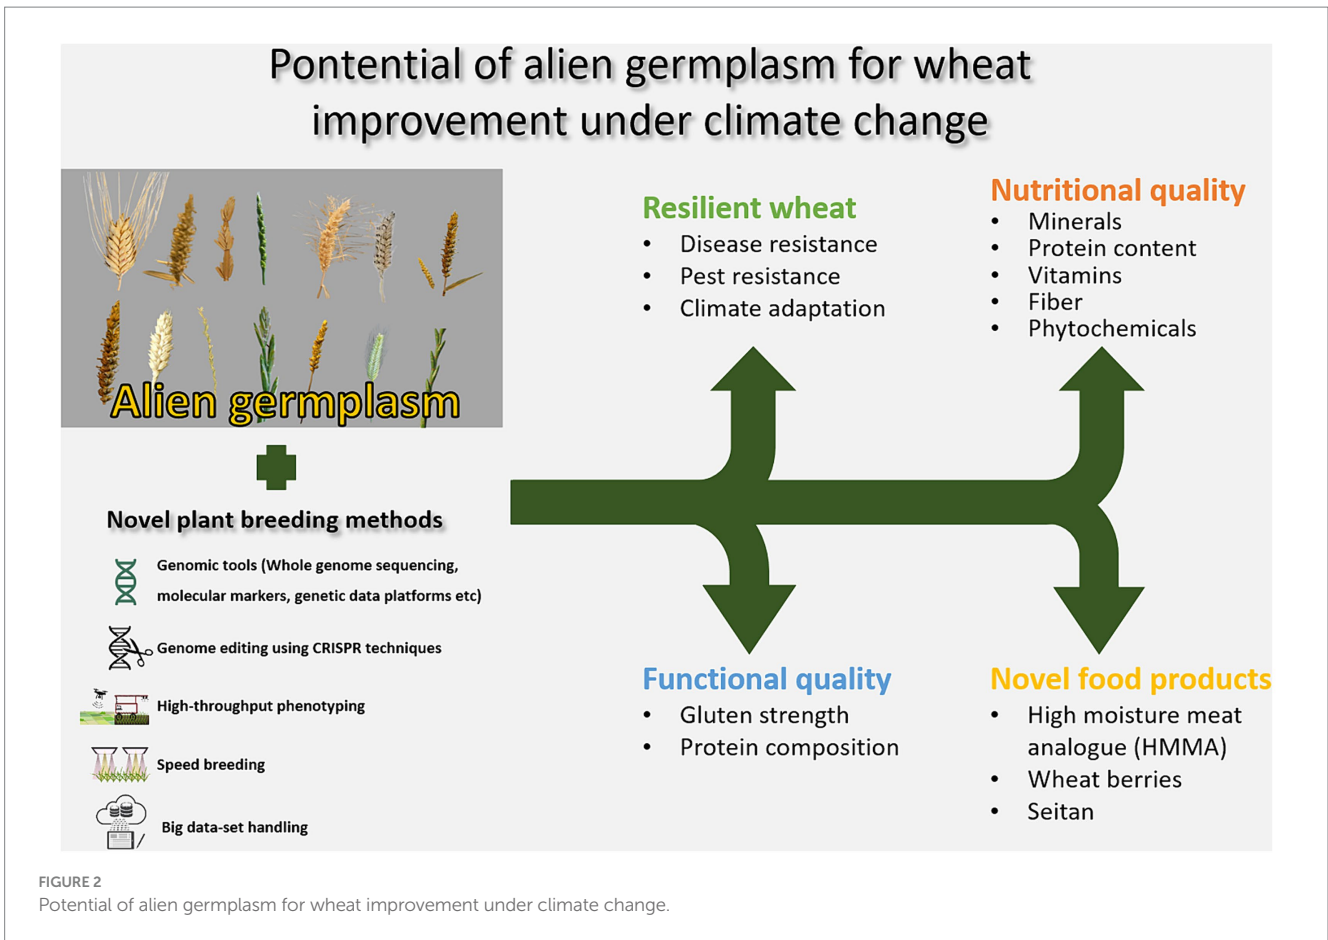 Pontential of alien germplasm for wheat
improvement under climate change
Alien germplasm
Novel plant breeding methods
Genomic tools (Whole genome sequencing,
molecular markers, genetic data platforms etc)
Genome editing using CRISPR techniques
High-throughput phenotyping
Speed breeding
Big data-set handling
Resilient wheat
• Disease resistance
• Pest resistance
• Climate adaptation
Nutritional quality
• Minerals
• Protein content
• Vitamins
• Fiber
• Phytochemicals
Functional quality
• Gluten strength
• Protein composition
Novel food products
• High moisture meat
analogue (HMMA)
• Wheat berries
• Seitan
FIGURE 2
Potential of alien germplasm for wheat improvement under climate change.